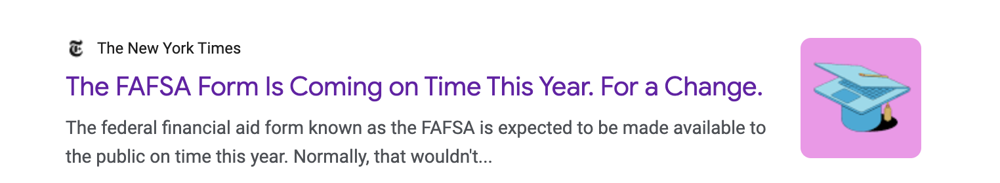 The New York Times
The FAFSA Form Is Coming on Time This Year. For a Change.
The federal financial aid form known as the FAFSA is expected to be made available to
the public on time this year. Normally, that wouldn't...